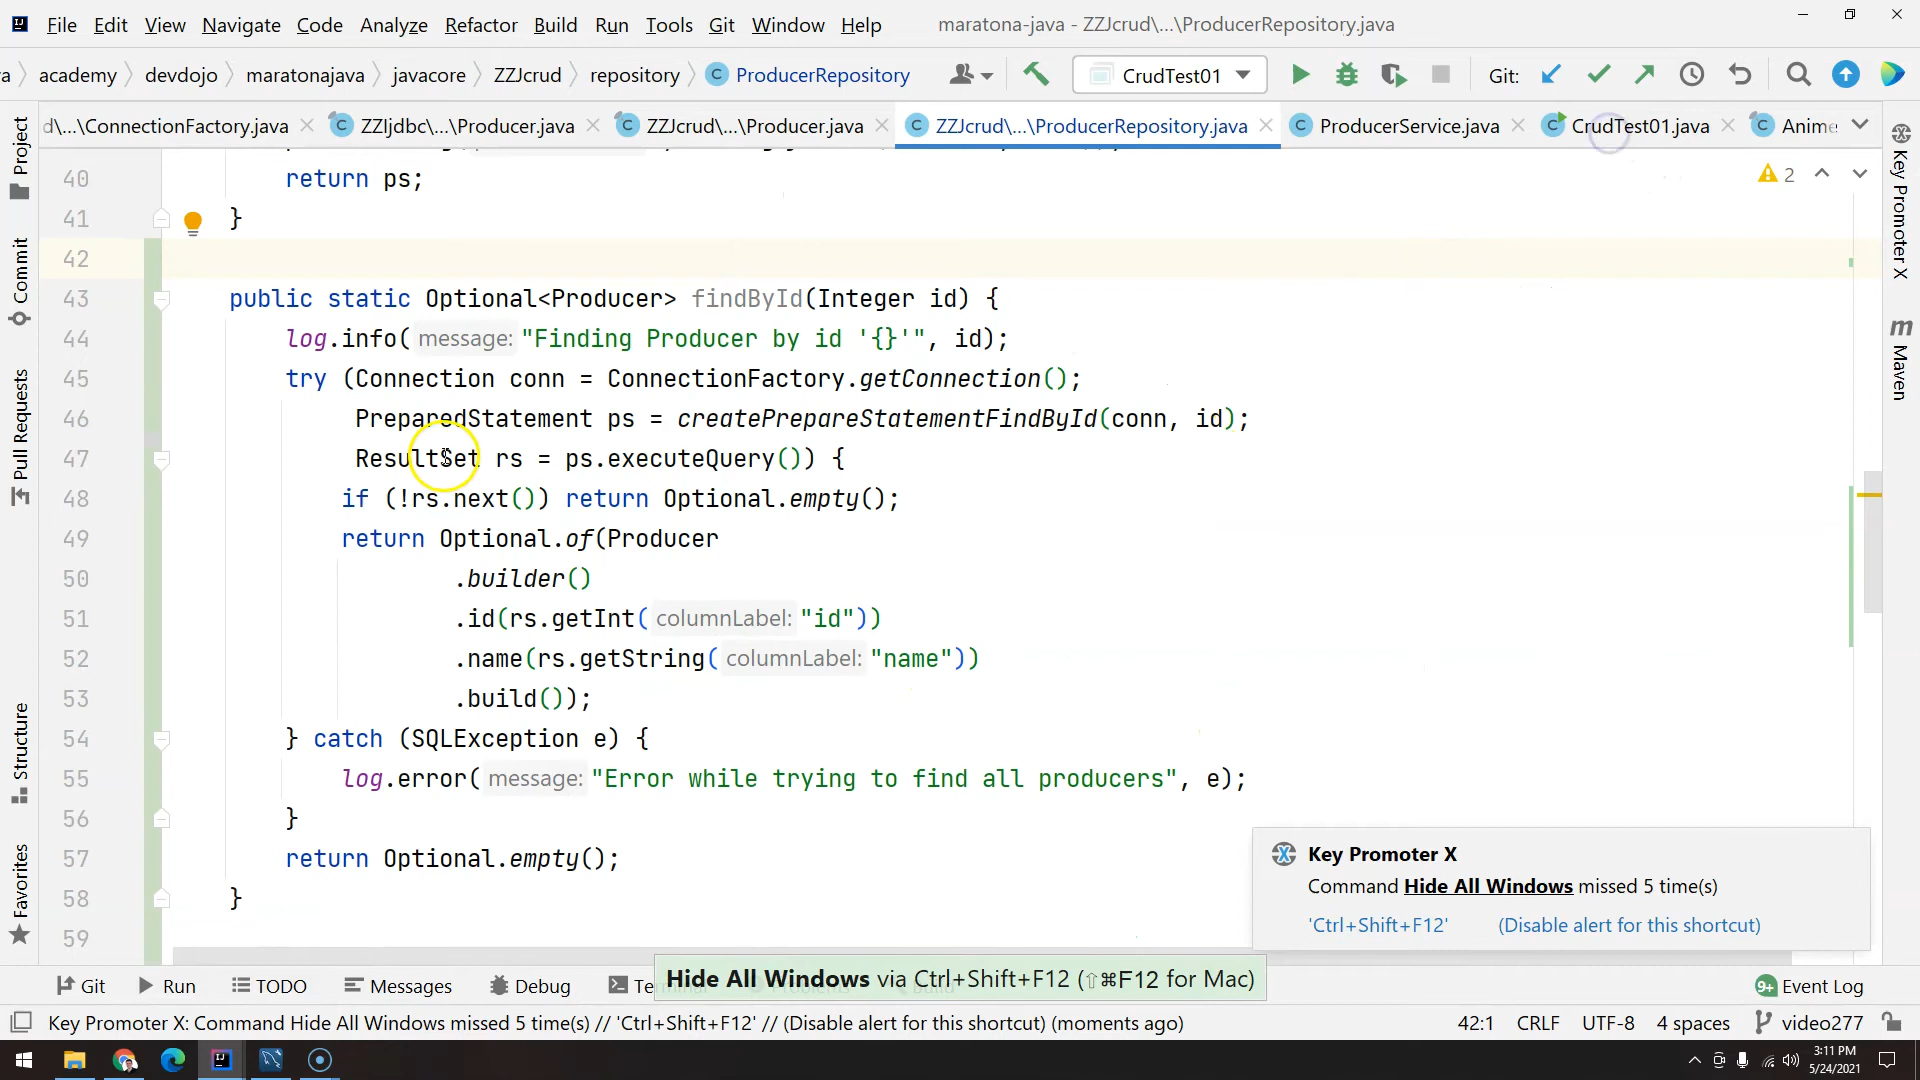 File Edit View Navigate Code Analyze Refactor Build Run Tools Git Window Help maratona-java - ZZJcrud\...\ProducerRepository.java
a academy devdojo maratonajava javacore ZZJcrud repository ProducerRepository CrudTest01 Git:
d\...\ConnectionFactory.java ZZIjdbc\...\Producer.java ZZJcrud\...\Producer.java ZZJcrud\...\ProducerRepository.java ProducerService.java CrudTest01.java Anime
Project
Commit
Pull Requests
Structure
Favorites
Key Promoter X
Maven
2
40 return ps;
41 }
42
43 public static Optional<Producer> findById(Integer id) {
44 log.info( message: "Finding Producer by id '{}'", id);
45 try (Connection conn = ConnectionFactory.getConnection();
46 PreparedStatement ps = createPrepareStatementFindById(conn, id);
47 ResultSet rs = ps.executeQuery()) {
48 if (!rs.next()) return Optional.empty();
49 return Optional.of(Producer
50 .builder()
51 .id(rs.getInt( columnLabel: "id"))
52 .name(rs.getString( columnLabel: "name"))
53 .build());
54 } catch (SQLException e) {
55 log.error( message: "Error while trying to find all producers", e);
56 }
57 return Optional.empty();
58 }
59
Key Promoter X
Command Hide All Windows missed 5 time(s)
'Ctrl+Shift+F12' (Disable alert for this shortcut)
Git Run TODO Messages Debug Te
Hide All Windows via Ctrl+Shift+F12 (⇧⌘F12 for Mac)
9+ Event Log
Key Promoter X: Command Hide All Windows missed 5 time(s) // 'Ctrl+Shift+F12' // (Disable alert for this shortcut) (moments ago) 42:1 CRLF UTF-8 4 spaces video277
3:11 PM
5/24/2021